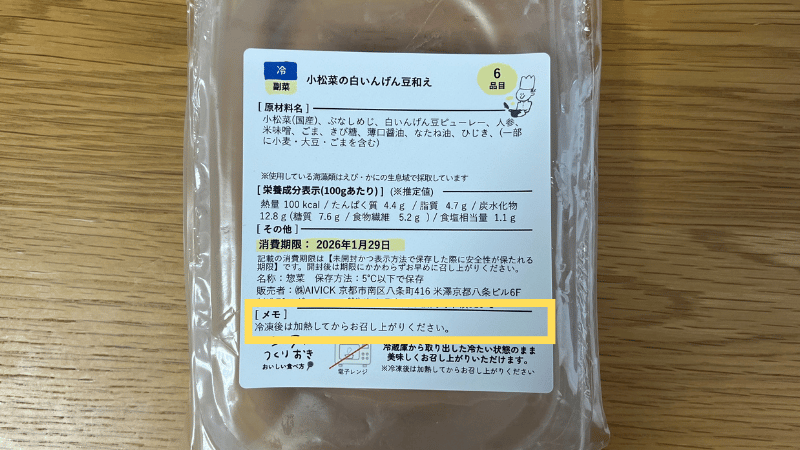 冷
副菜
小松菜の白いんげん豆和え
6
品目
[ 原材料名 ]
小松菜(国産)、ぶなしめじ、白いんげん豆ピューレー、人参、
米味噌、ごま、きび糖、薄口醤油、なたね油、ひじき、(一部
に小麦・大豆・ごまを含む)
※使用している海藻類はえび・かにの生息域で採取しています
[ 栄養成分表示(100gあたり) ] (※推定値)
熱量 100 kcal / たんぱく質 4.4 g / 脂質 4.7 g / 炭水化物
12.8 g ( 糖質 7.6 g / 食物繊維 5.2 g ) / 食塩相当量 1.1 g
[ その他 ]
消費期限： 2026年1月29日
記載の消費期限は【未開封かつ表示方法で保存した際に安全性が保たれる
期限】です。開封後は期限にかかわらずお早めに召し上がりください。
名称：惣菜 保存方法：5℃以下で保存
販売者：㈱AIVICK 京都市南区八条町416 米澤京都八条ビル6F
[ メモ ]
冷凍後は加熱してからお召し上がりください。
つくりおき
おいしい食べ方
電子レンジ
冷蔵庫から取り出した冷たい状態のまま
美味しくお召し上がりいただけます。
※冷凍後は加熱してからお召し上がりください